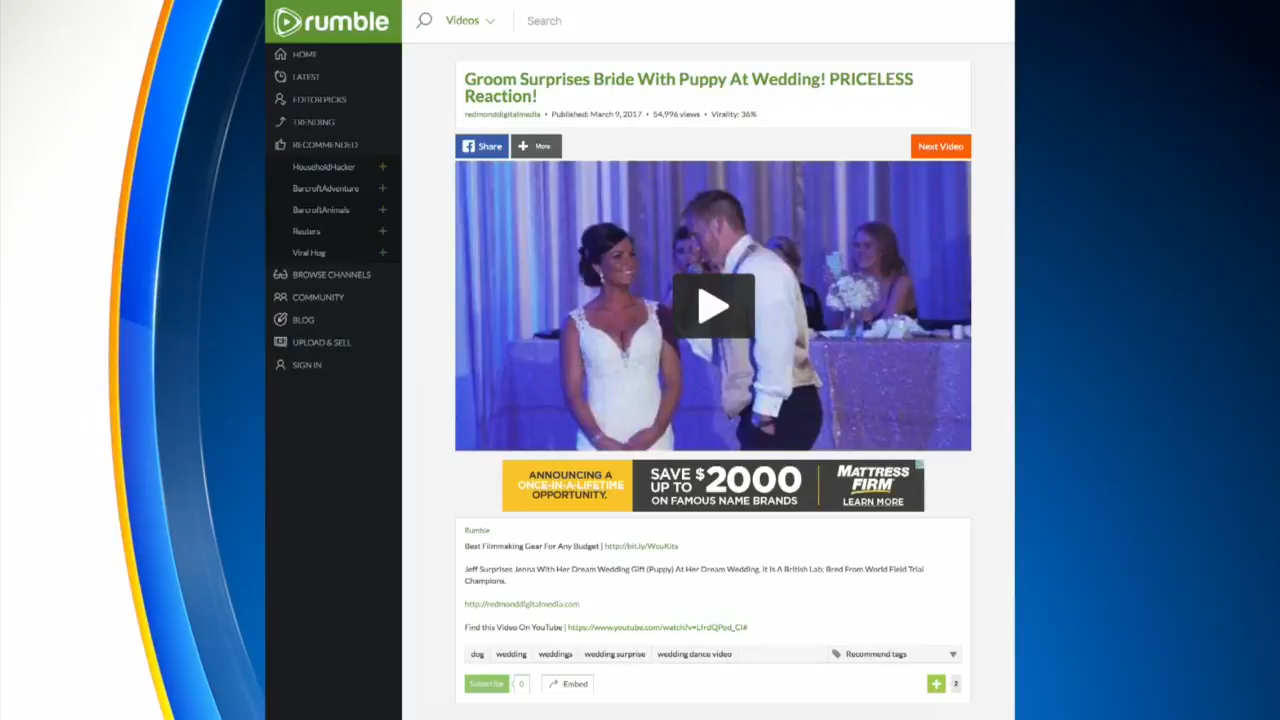 rumble
Videos
Search
HOME
LATEST
EDITOR PICKS
TRENDING
RECOMMENDED
HouseholdHacker
BarcroftAdventure
BarcroftAnimals
Reuters
Viral Hog
BROWSE CHANNELS
COMMUNITY
BLOG
UPLOAD & SELL
SIGN IN
Groom Surprises Bride With Puppy At Wedding! PRICELESS
Reaction!
redmonddigitalmedia • Published: March 9, 2017 • 54,996 views • Virality: 36%
Share
More
Next Video
ANNOUNCING A
ONCE-IN-A-LIFETIME
OPPORTUNITY.
SAVE UP TO $2000
ON FAMOUS NAME BRANDS
MATTRESS
FIRM
LEARN MORE
Rumble
Best Filmmaking Gear For Any Budget | http://bit.ly/WcuKitx
Jeff Surprises Jenna With Her Dream Wedding Gift (Puppy) At Her Dream Wedding. It Is A British Lab; Bred From World Field Trial
Champions.
http://redmonddigitalmedia.com
Find this Video On YouTube | https://www.youtube.com/watch?v=LfrdQPod_CI#
dog wedding weddings wedding surprise wedding dance video
Recommend tags
Subscribe 0
Embed
2